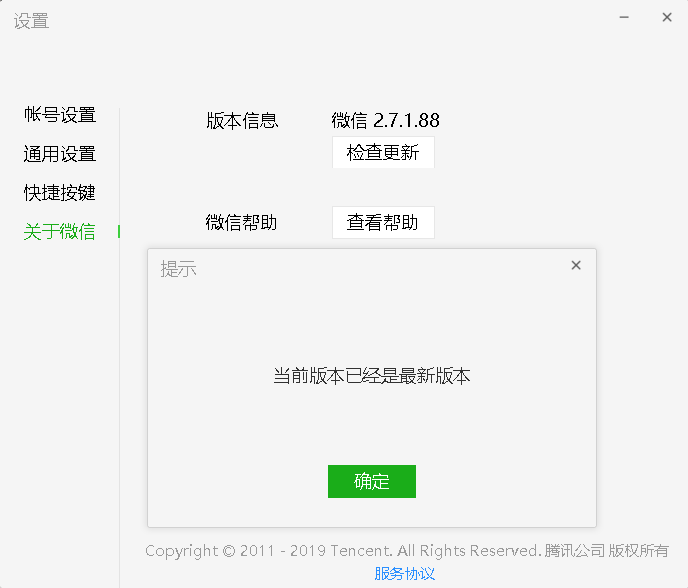 设置
帐号设置
通用设置
快捷按键
关于微信
版本信息
微信 2.7.1.88
检查更新
微信帮助
查看帮助
提示
当前版本已经是最新版本
确定
Copyright © 2011 - 2019 Tencent. All Rights Reserved. 腾讯公司 版权所有
服务协议